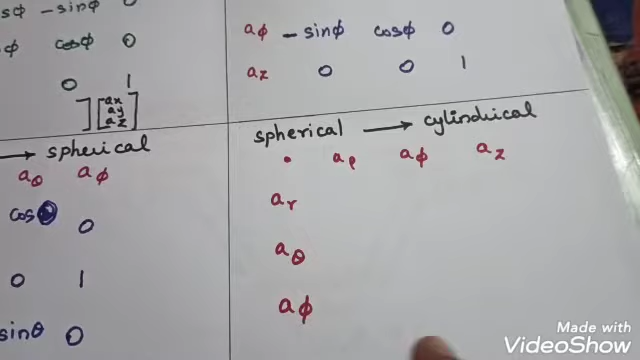 sϕ -sinϕ 0
ϕ cosϕ 0
0 1
] [ax ay az]
→ spherical
aθ aϕ
cosθ 0
0 1
sinθ 0
aϕ -sinϕ cosϕ 0
az 0 0 1
spherical → cylindrical
• aρ aϕ az
ar
aθ
aϕ
Made with
VideoShow